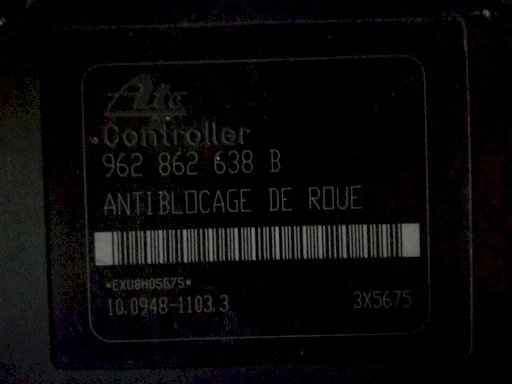 Ate
Controller
962 862 638 B
ANTIBLOCAGE DE ROUE
*EXU8H05675*
10.0948-1103.3 3X5675